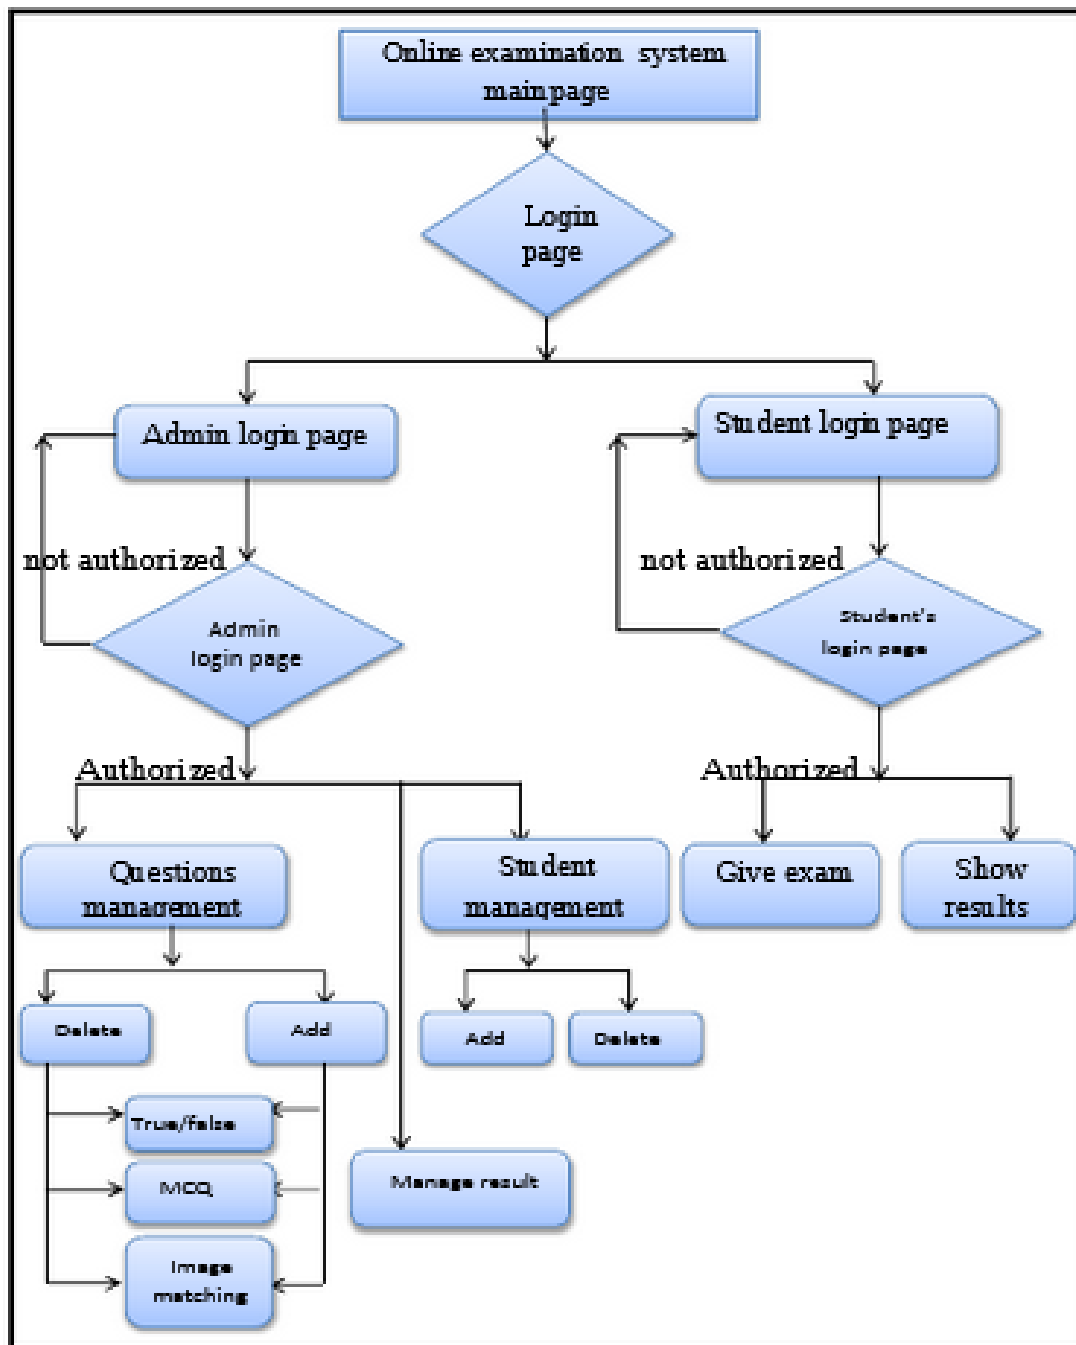 Online examination system
mainpage
Login
page
Admin login page
Student login page
not authorized
not authorized
Admin
login page
Student's
login page
Authorized
Authorized
Questions
management
Student
management
Give exam
Show
results
Delete
Add
Add
Delete
True/false
MCQ
Manage result
Image
matching